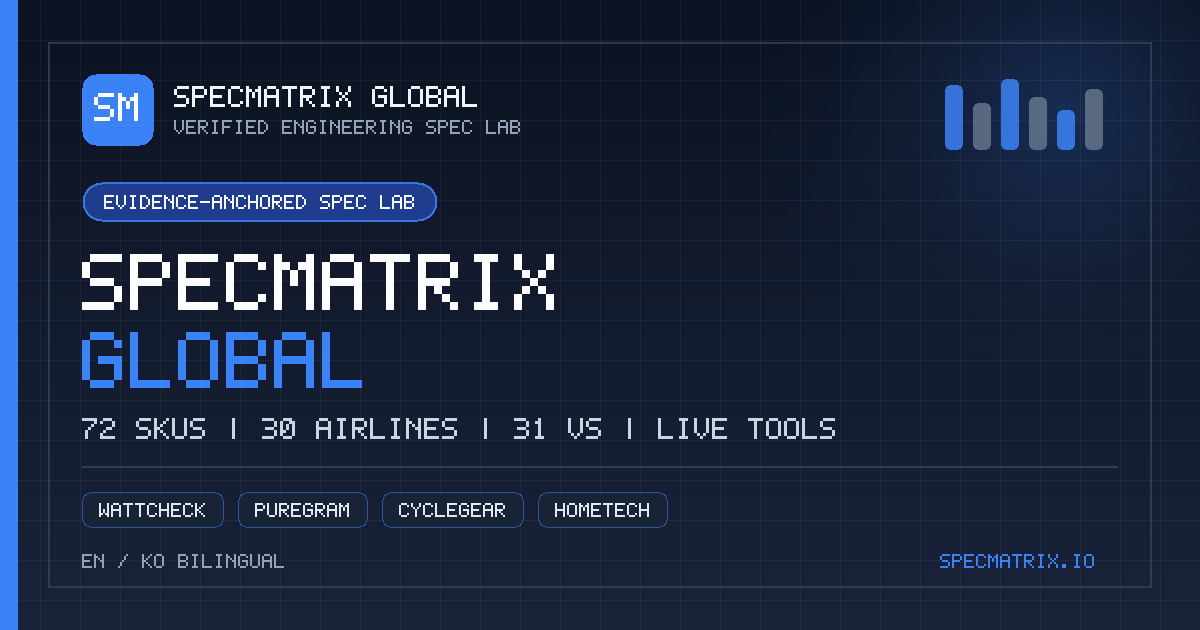 SM
SPECMATRIX GLOBAL
VERIFIED ENGINEERING SPEC LAB
EVIDENCE-ANCHORED SPEC LAB
SPECMATRIX
GLOBAL
72 SKUS | 30 AIRLINES | 31 VS | LIVE TOOLS
WATTCHECK PUREGRAM CYCLEGEAR HOMETECH
EN / KO BILINGUAL
SPECMATRIX.IO